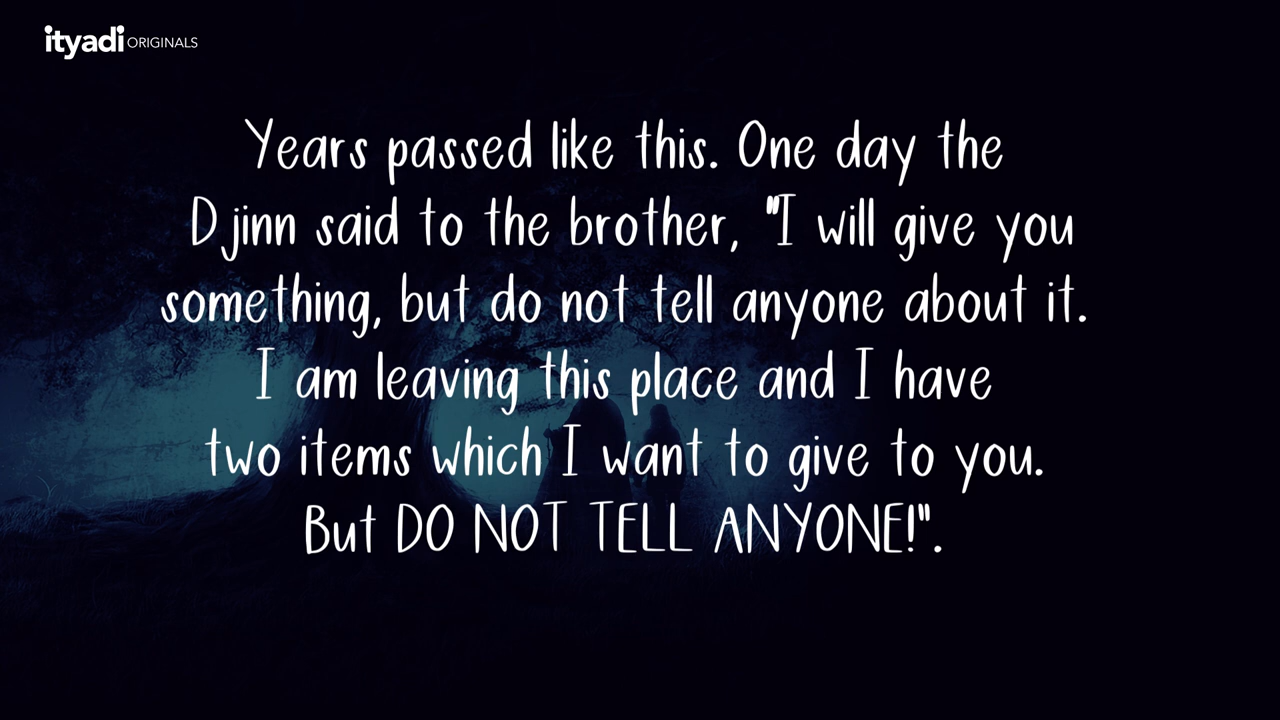 ityadi ORIGINALS
Years passed like this. One day the
Djinn said to the brother, "I will give you
something, but do not tell anyone about it.
I am leaving this place and I have
two items which I want to give to you.
But DO NOT TELL ANYONE!".